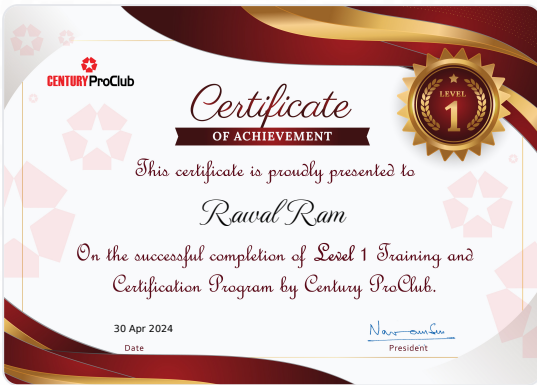 CENTURY ProClub
LEVEL
1
Certificate
OF ACHIEVEMENT
This certificate is proudly presented to
Rawal Ram
On the successful completion of Level 1 Training and
Certification Program by Century ProClub.
30 Apr 2024
Date
President